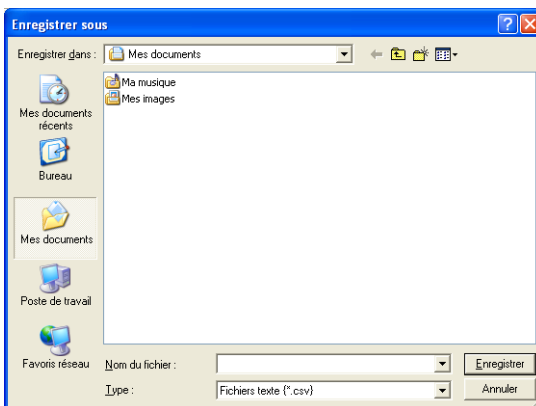 Enregistrer sous
Enregistrer dans :
Mes documents
Mes documents
récents
Bureau
Mes documents
Poste de travail
Favoris réseau
Ma musique
Mes images
Nom du fichier :
Enregistrer
Type :
Fichiers texte {*.csv}
Annuler